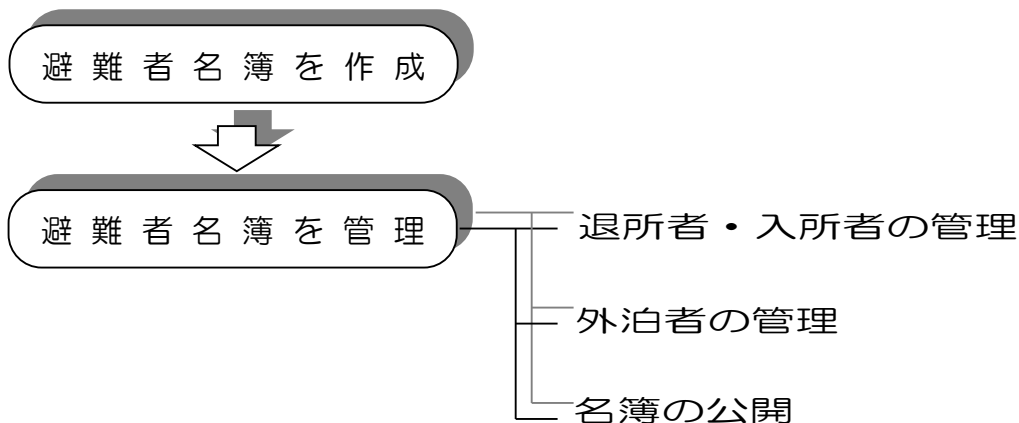 避難者名簿を作成
避難者名簿を管理
退所者・入所者の管理
外泊者の管理
名簿の公開